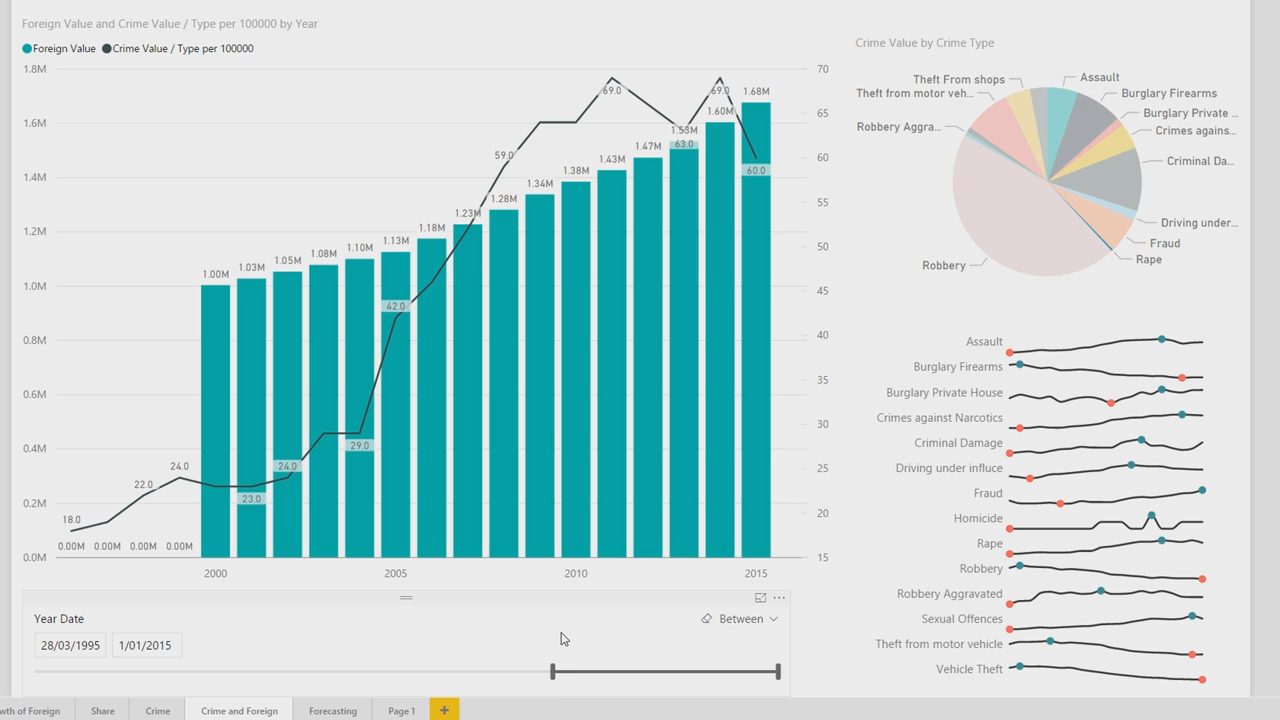 Foreign Value and Crime Value / Type per 100000 by Year
Foreign Value Crime Value / Type per 100000
1.8M
1.6M
1.4M
1.2M
1.0M
0.8M
0.6M
0.4M
0.2M
0.0M
70
65
60
55
50
45
40
35
30
25
20
15
0.00M 0.00M 0.00M 0.00M 1.00M 1.03M 1.05M 1.08M 1.10M 1.13M 1.18M 1.23M 1.28M 1.34M 1.38M 1.43M 1.47M 1.53M 1.60M 1.68M
18.0 22.0 24.0 23.0 24.0 29.0 42.0 59.0 69.0 63.0 69.0 60.0
2000 2005 2010 2015
Year Date
Between
28/03/1995 1/01/2015
Crime Value by Crime Type
Theft From shops
Theft from motor veh...
Robbery Aggra...
Robbery
Assault
Burglary Firearms
Burglary Private ...
Crimes agains...
Criminal Da...
Driving under...
Fraud
Rape
Assault
Burglary Firearms
Burglary Private House
Crimes against Narcotics
Criminal Damage
Driving under influce
Fraud
Homicide
Rape
Robbery
Robbery Aggravated
Sexual Offences
Theft from motor vehicle
Vehicle Theft
wth of Foreign Share Crime Crime and Foreign Forecasting Page 1 +